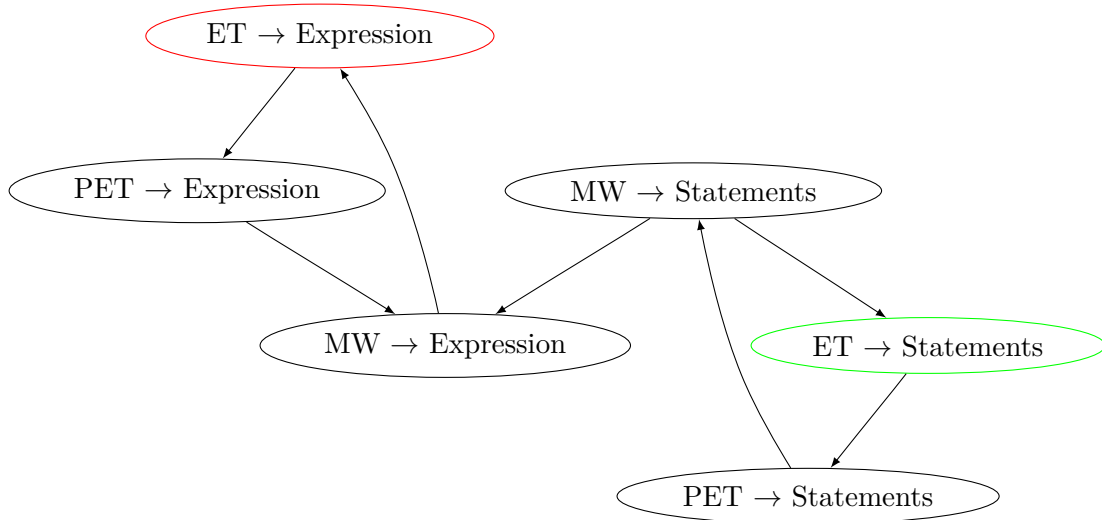 ET → Expression
PET → Expression
MW → Statements
MW → Expression
ET → Statements
PET → Statements